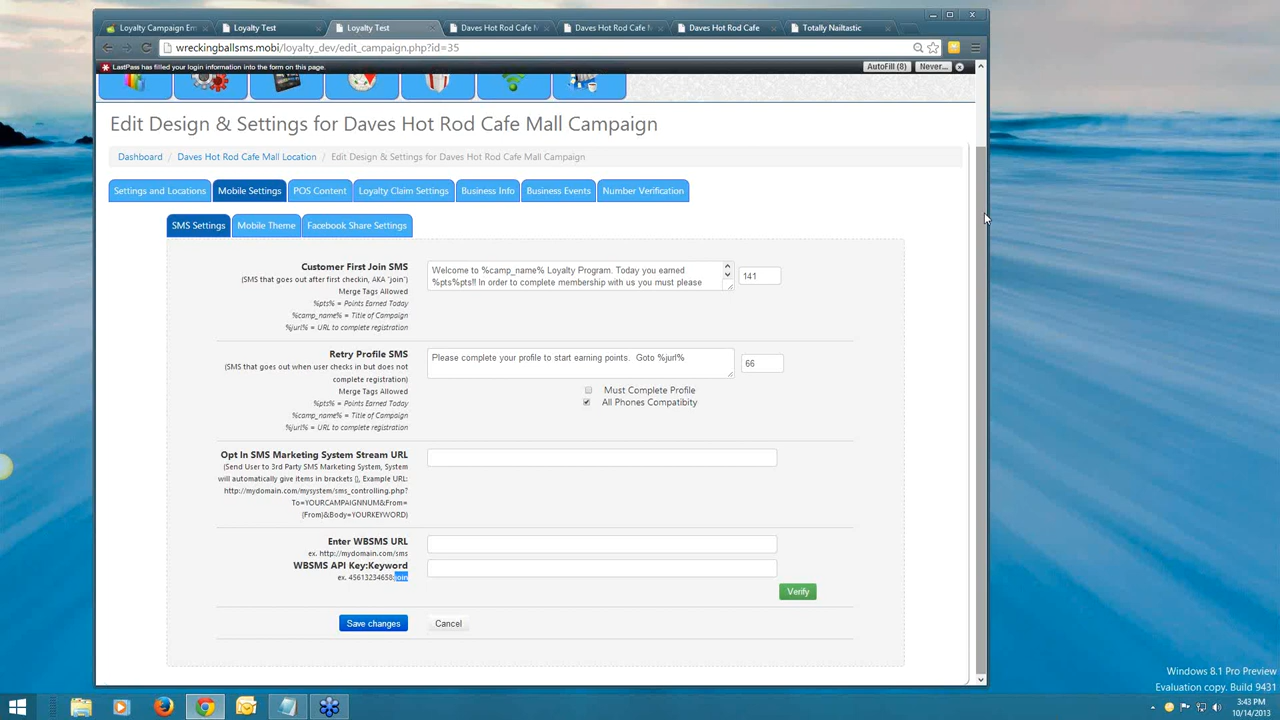 Loyalty Campaign En
Loyalty Test
Loyalty Test
Daves Hot Rod Cafe M
Daves Hot Rod Cafe M
Daves Hot Rod Cafe
Totally Nailtastic
wreckingballsms.mobi/loyalty_dev/edit_campaign.php?id=35
LastPass has filled your login information into the form on this page.
AutoFill (8)
Never...
Edit Design & Settings for Daves Hot Rod Cafe Mall Campaign
Dashboard / Daves Hot Rod Cafe Mall Location / Edit Design & Settings for Daves Hot Rod Cafe Mall Campaign
Settings and Locations
Mobile Settings
POS Content
Loyalty Claim Settings
Business Info
Business Events
Number Verification
SMS Settings
Mobile Theme
Facebook Share Settings
Customer First Join SMS
(SMS that goes out after first checkin, AKA "join")
Merge Tags Allowed
%pts% = Points Earned Today
%camp_name% = Title of Campaign
%jurl% = URL to complete registration
Welcome to %camp_name% Loyalty Program. Today you earned
%pts%pts!! In order to complete membership with us you must please
141
Retry Profile SMS
(SMS that goes out when user checks in but does not
complete registration)
Merge Tags Allowed
%pts% = Points Earned Today
%camp_name% = Title of Campaign
%jurl% = URL to complete registration
Please complete your profile to start earning points. Goto %jurl%
66
Must Complete Profile
All Phones Compatibity
Opt In SMS Marketing System Stream URL
(Send User to 3rd Party SMS Marketing System, System
will automatically give items in brackets {}, Example URL:
http://mydomain.com/mysystem/sms_controlling.php?
To=YOURCAMPAIGNNUM&From=
{From}&Body=YOURKEYWORD)
Enter WBSMS URL
ex. http://mydomain.com/sms
WBSMS API Key:Keyword
ex. 45613234658:join
Verify
Save changes
Cancel
Windows 8.1 Pro Preview
Evaluation copy. Build 9431
3:43 PM
10/14/2013